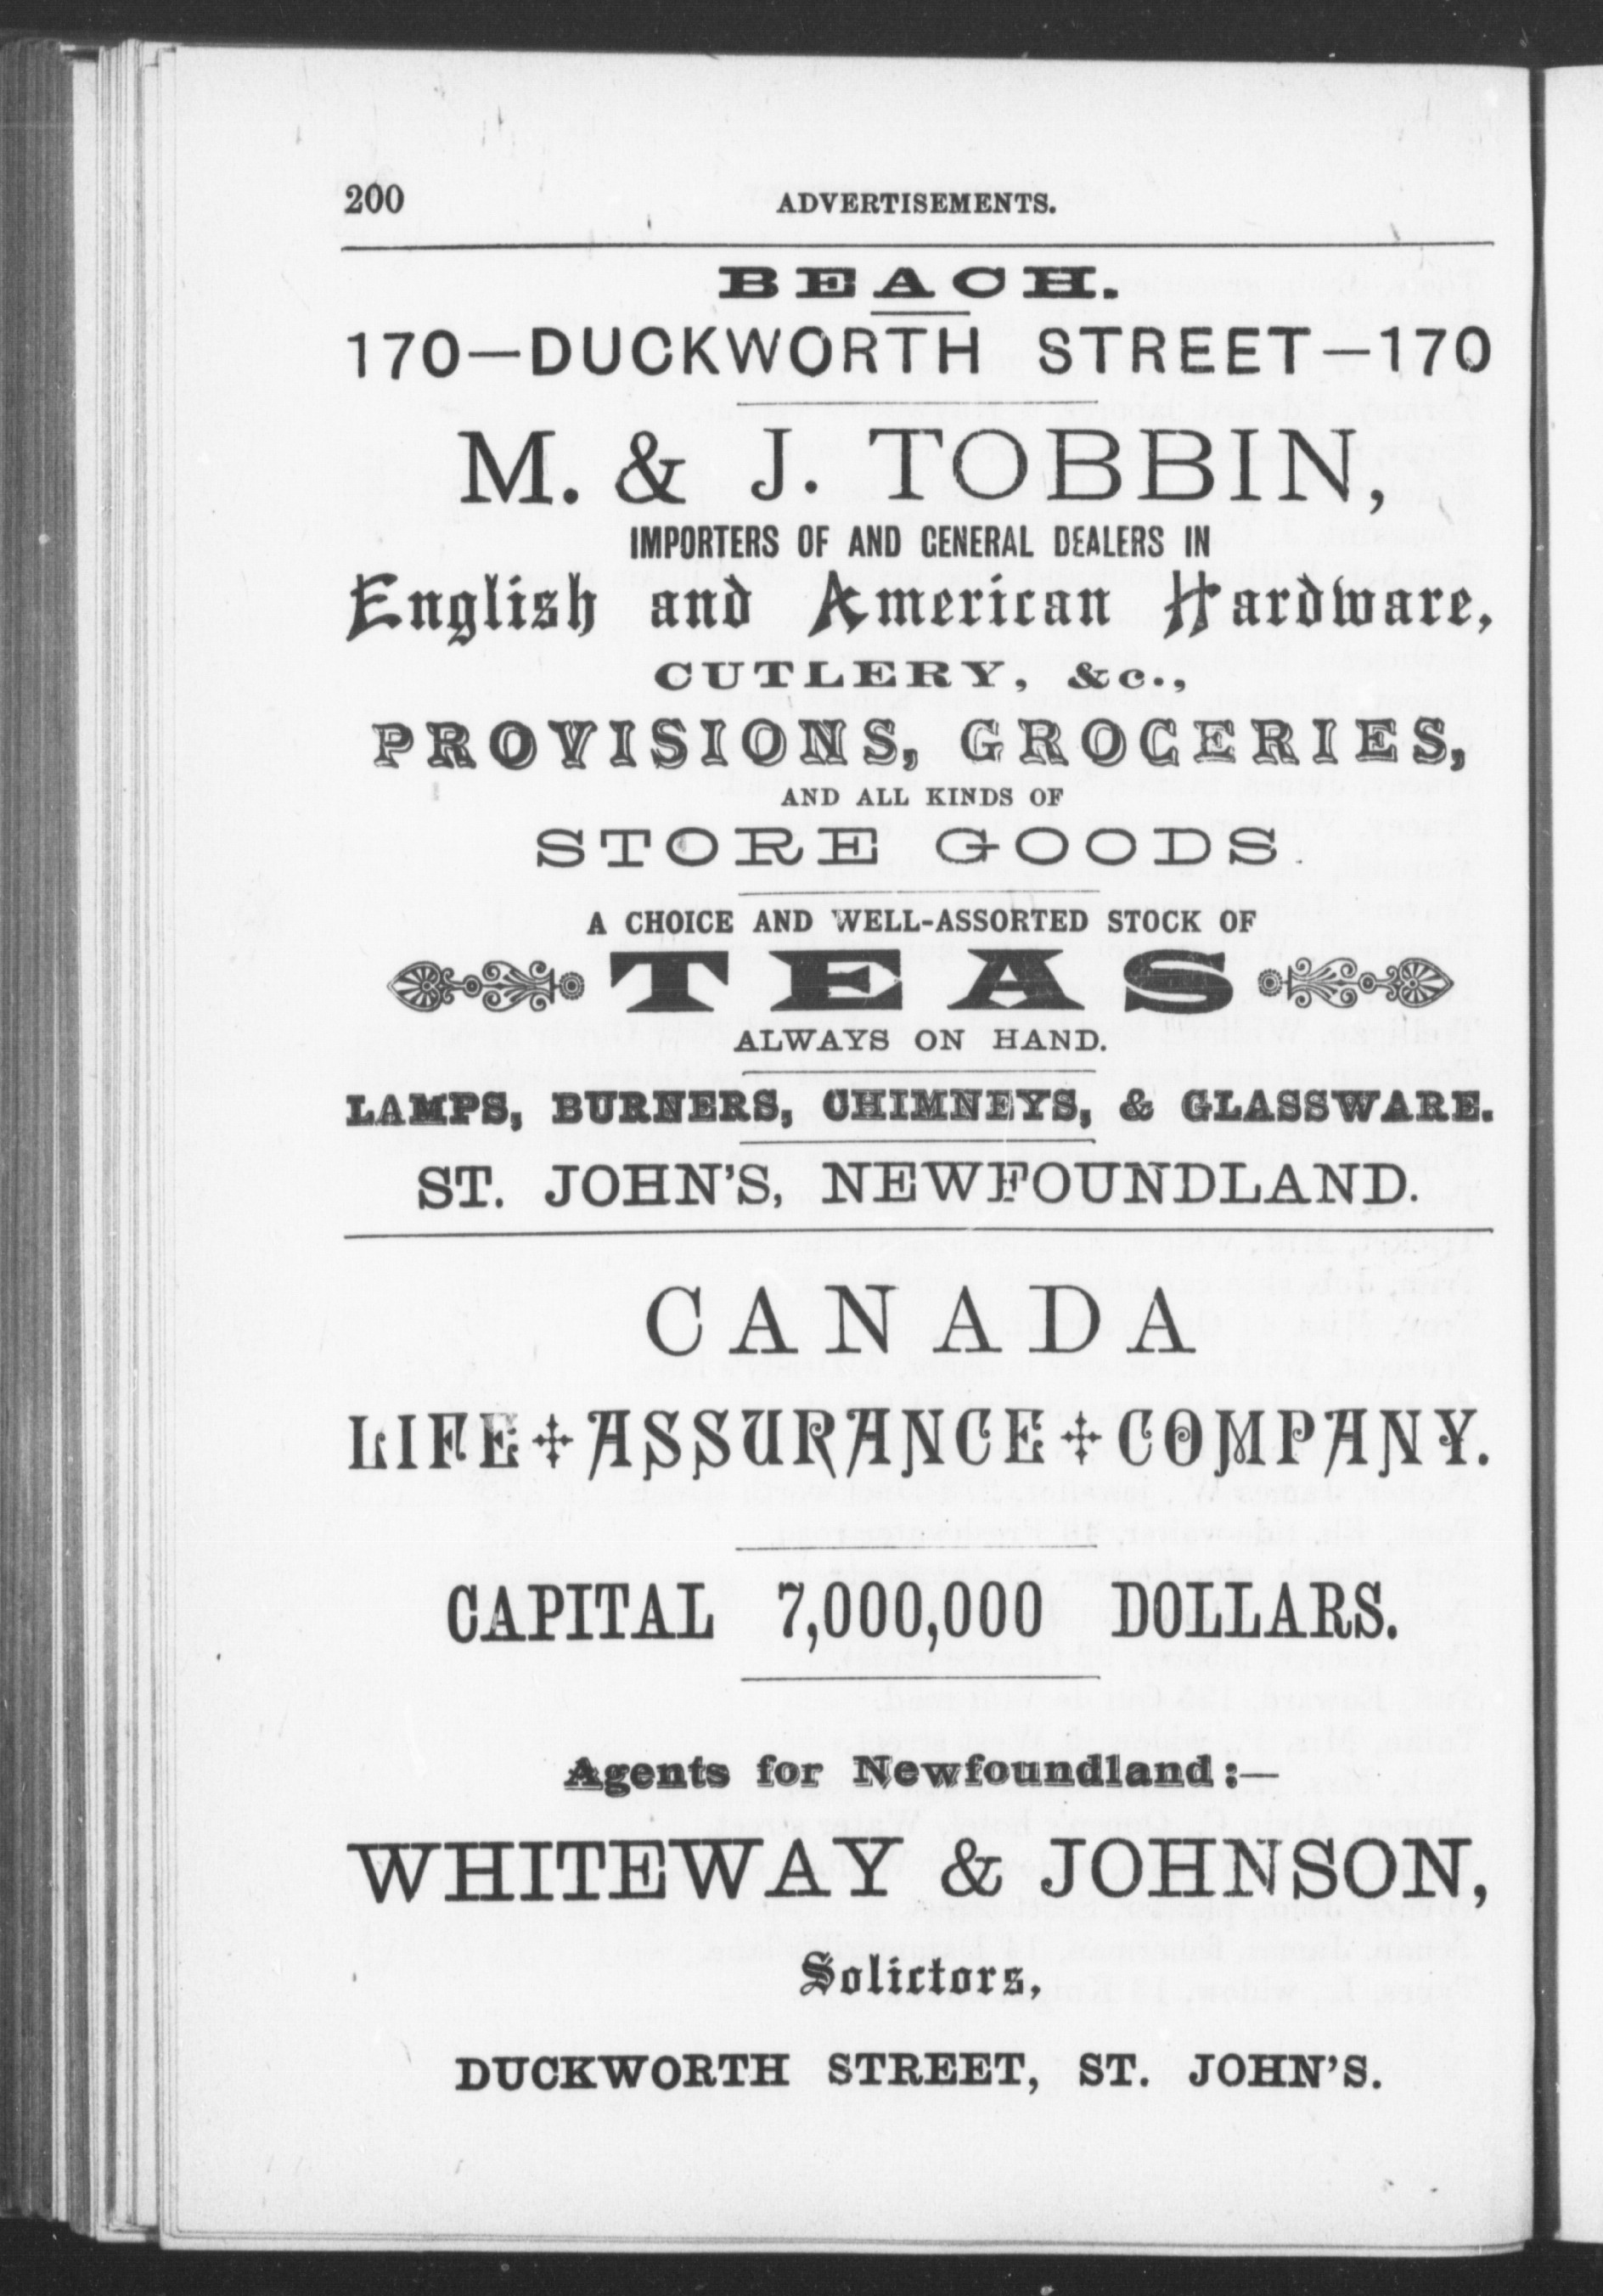 200 ADVERTISEMENTS.
BEACH.
170—DUCKWORTH STREET—170
M. & J. TOBBIN,
IMPORTERS OF AND GENERAL DEALERS IN
English and American Hardware,
CUTLERY, &c.,
PROVISIONS, GROCERIES,
AND ALL KINDS OF
STORE GOODS.
A CHOICE AND WELL-ASSORTED STOCK OF
TEAS
ALWAYS ON HAND.
LAMPS, BURNERS, CHIMNEYS, & GLASSWARE.
ST. JOHN'S, NEWFOUNDLAND.
CANADA
LIFE ASSURANCE COMPANY.
CAPITAL 7,000,000 DOLLARS.
Agents for Newfoundland:—
WHITEWAY & JOHNSON,
Solictors,
DUCKWORTH STREET, ST. JOHN'S.